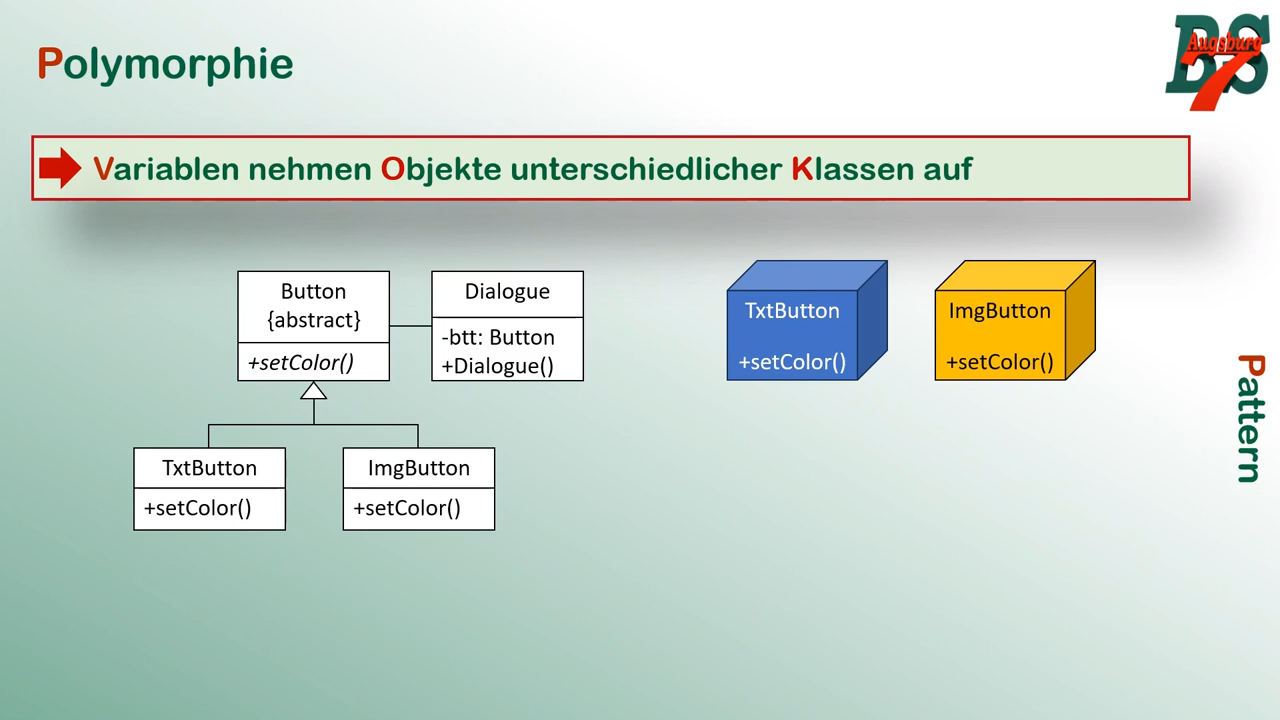 Polymorphie
BS
Augsburg
7
Variablen nehmen Objekte unterschiedlicher Klassen auf
Button
{abstract}
+setColor()
Dialogue
-btt: Button
+Dialogue()
TxtButton
+setColor()
ImgButton
+setColor()
TxtButton
+setColor()
ImgButton
+setColor()
Pattern